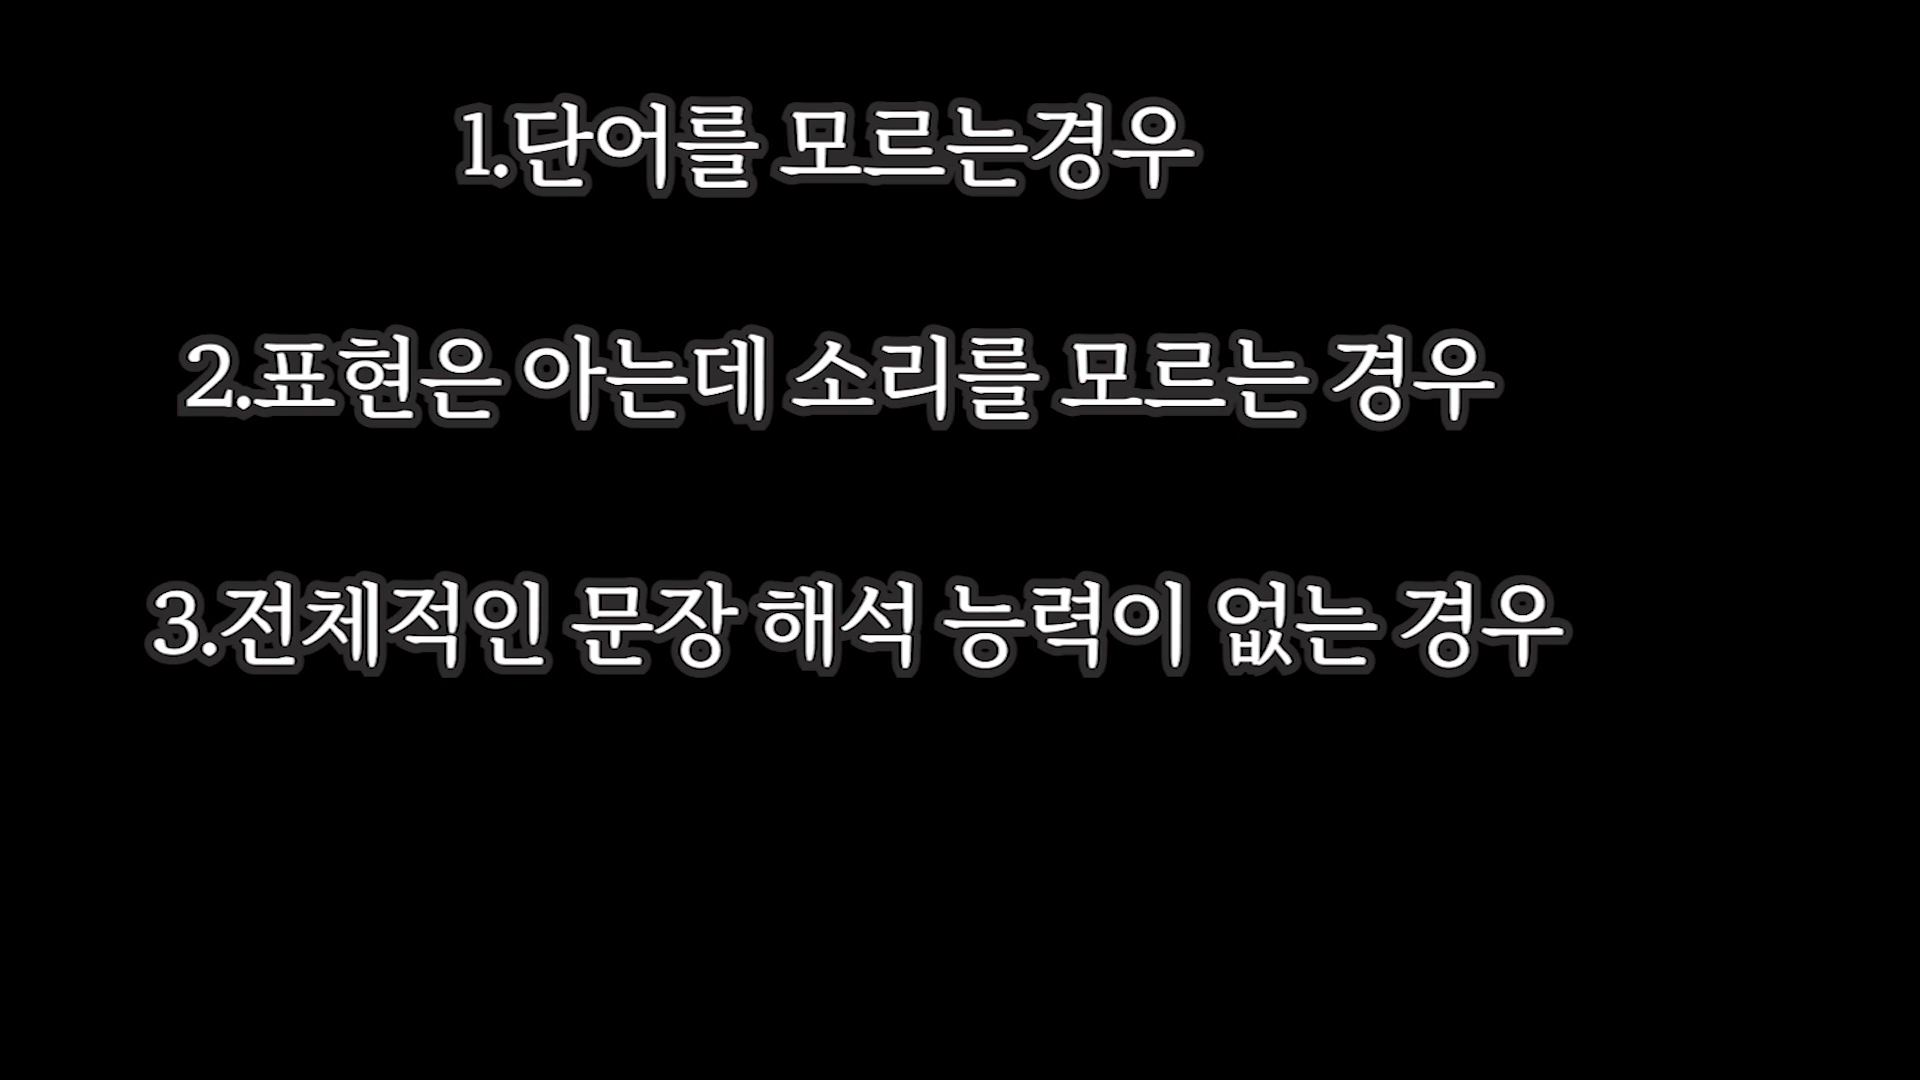 1.단어를 모르는경우
2.표현은 아는데 소리를 모르는 경우
3.전체적인 문장 해석 능력이 없는 경우